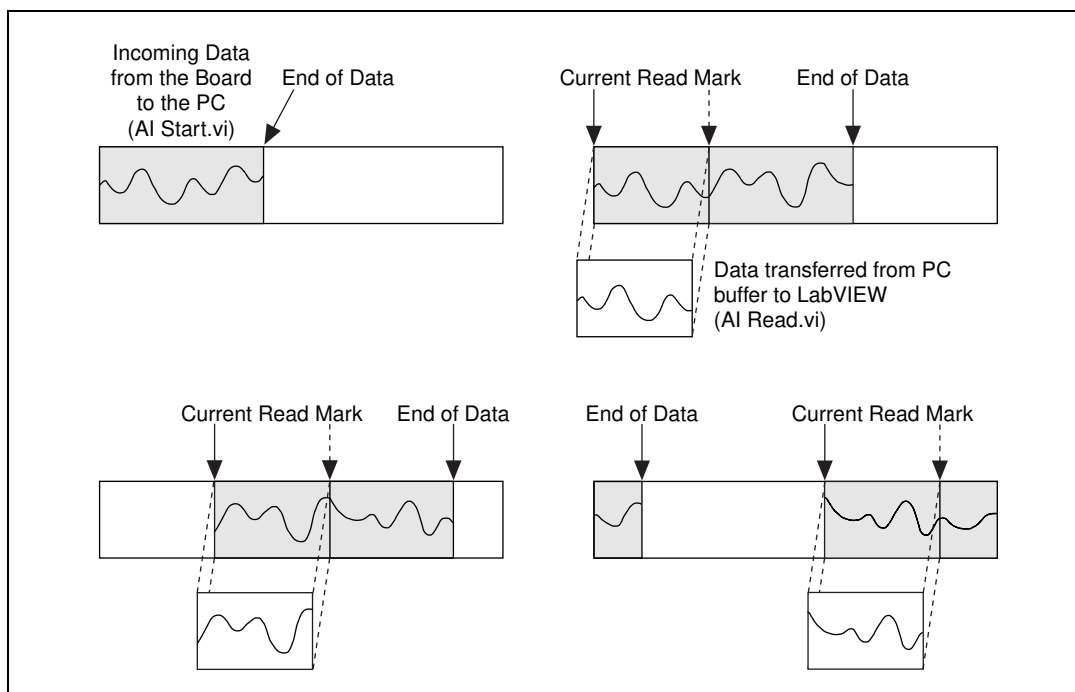 Incoming Data
from the Board
to the PC
(AI Start.vi)
End of Data
Current Read Mark
End of Data
Data transferred from PC
buffer to LabVIEW
(AI Read.vi)
Current Read Mark
End of Data
End of Data
Current Read Mark